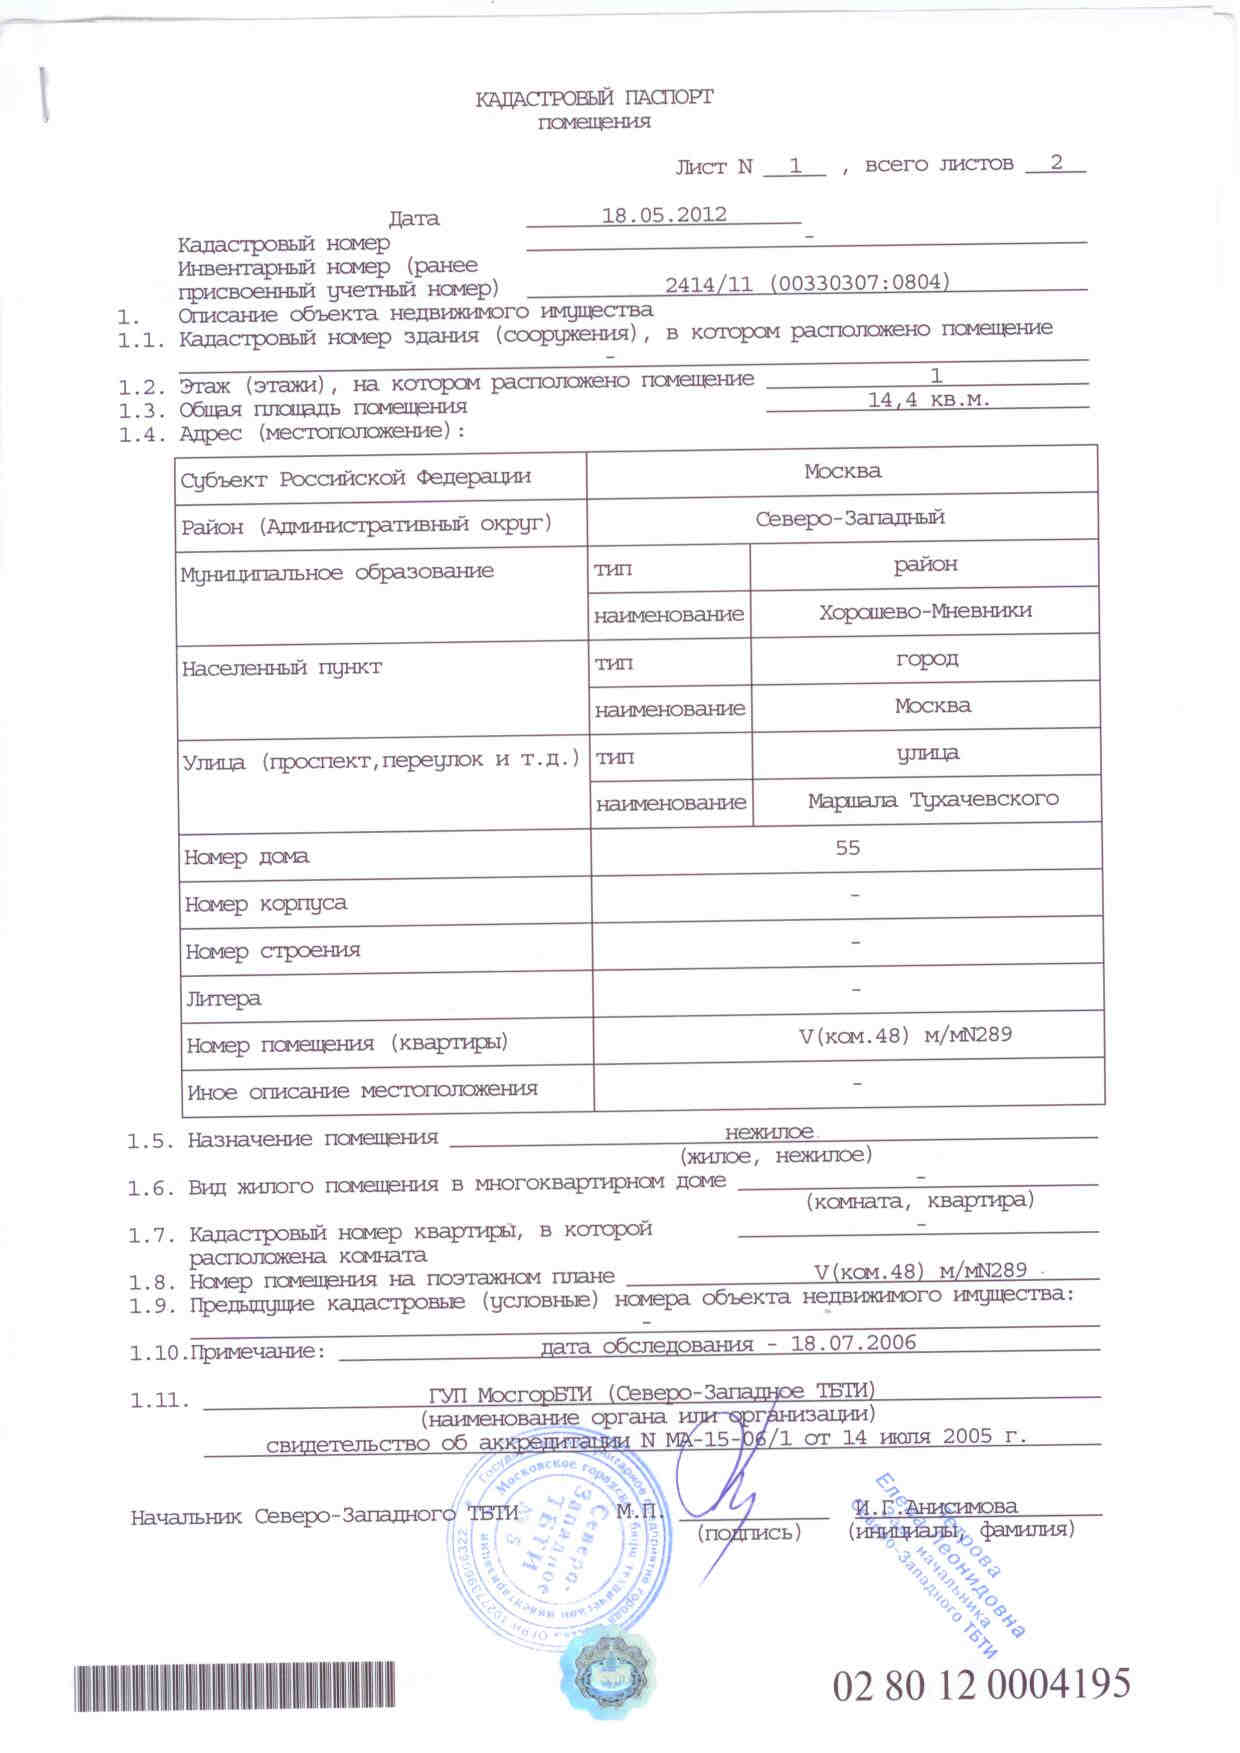 КАДАСТРОВЫЙ ПАСПОРТ
помещения
Лист N 1 , всего листов 2
Дата 18.05.2012
Кадастровый номер -
Инвентарный номер (ранее
присвоенный учетный номер) 2414/11 (00330307:0804)
1. Описание объекта недвижимого имущества
1.1. Кадастровый номер здания (сооружения), в котором расположено помещение
-
1.2. Этаж (этажи), на котором расположено помещение 1
1.3. Общая площадь помещения 14,4 кв.м.
1.4. Адрес (местоположение):
Субъект Российской Федерации Москва
Район (Административный округ) Северо-Западный
Муниципальное образование тип район
наименование Хорошево-Мневники
Населенный пункт тип город
наименование Москва
Улица (проспект,переулок и т.д.) тип улица
наименование Маршала Тухачевского
Номер дома 55
Номер корпуса -
Номер строения -
Литера -
Номер помещения (квартиры) V(ком.48) м/мN289
Иное описание местоположения -
1.5. Назначение помещения нежилое
(жилое, нежилое)
1.6. Вид жилого помещения в многоквартирном доме -
(комната, квартира)
1.7. Кадастровый номер квартиры, в которой -
расположена комната
1.8. Номер помещения на поэтажном плане V(ком.48) м/мN289
1.9. Предыдущие кадастровые (условные) номера объекта недвижимого имущества:
-
1.10.Примечание: дата обследования - 18.07.2006
1.11. ГУП МосгорБТИ (Северо-Западное ТБТИ)
(наименование органа или организации)
свидетельство об аккредитации N МА-15-06/1 от 14 июля 2005 г.
Начальник Северо-Западного ТБТИ М.П. И.Г.Анисимова
(подпись) (инициалы, фамилия)
Северо-
Западное
ТБТИ
№ 5
Петрова
Елена Леонидовна
Зам. начальника
Северо-Западного ТБТИ
02 80 12 0004195